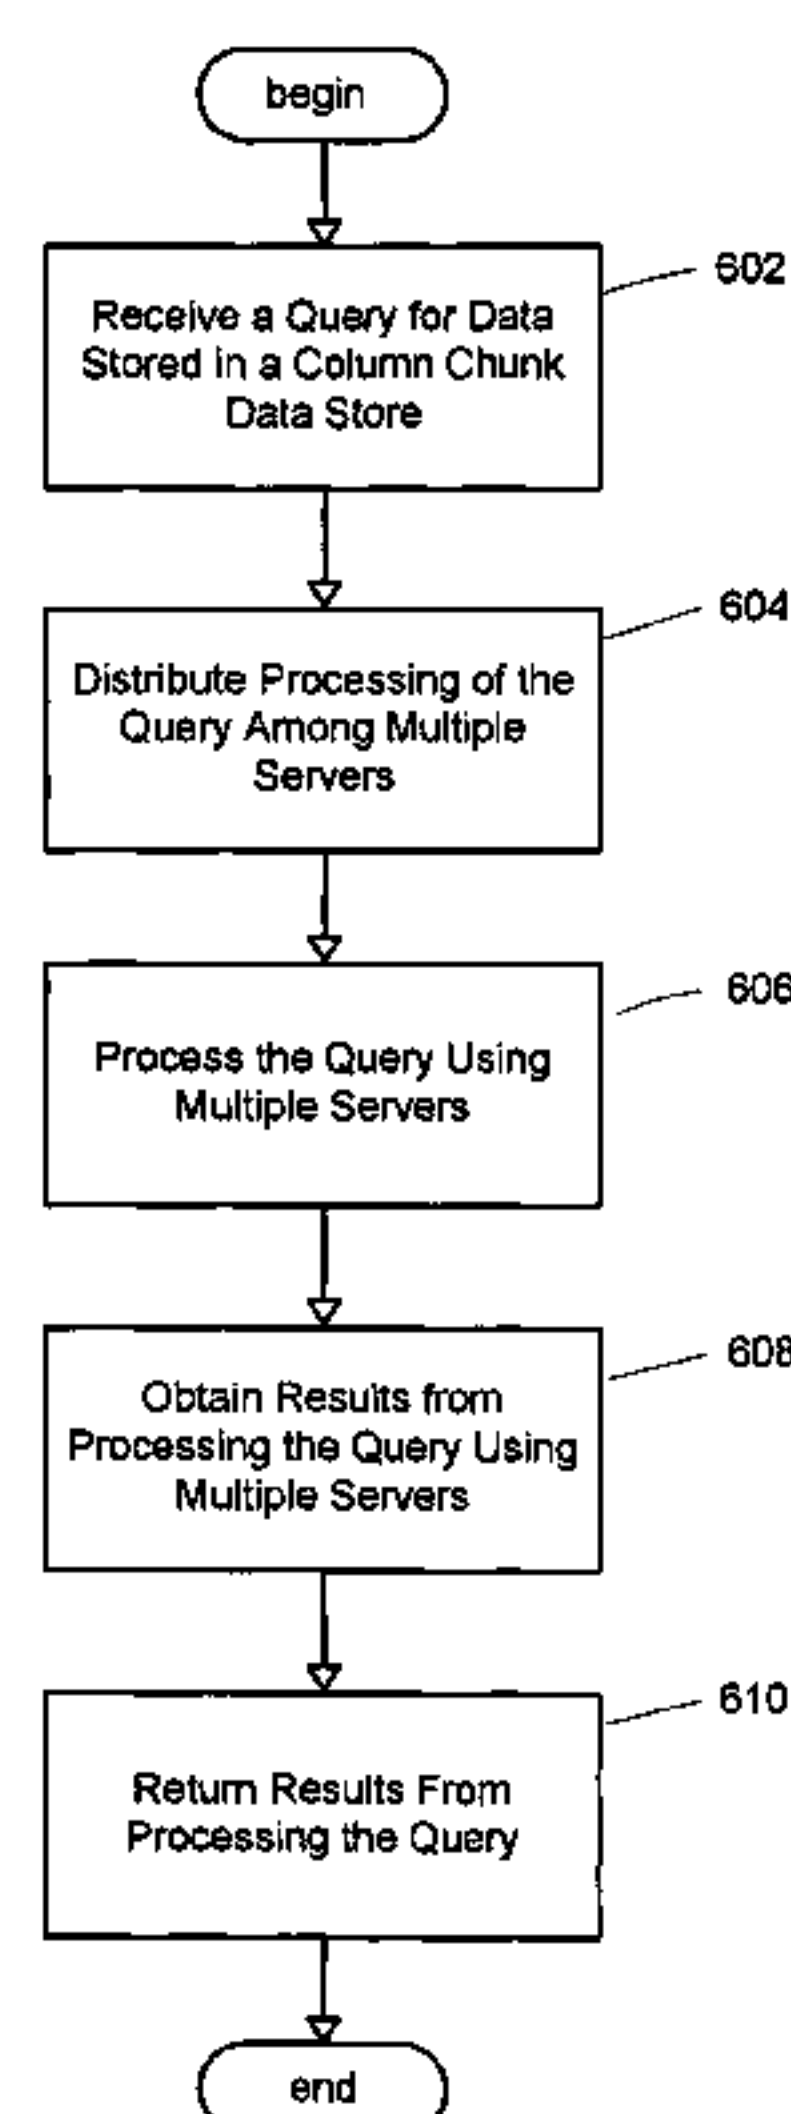 begin
602
Receive a Query for Data
Stored in a Column Chunk
Data Store
604
Distribute Processing of the
Query Among Multiple
Servers
606
Process the Query Using
Multiple Servers
608
Obtain Results from
Processing the Query Using
Multiple Servers
610
Return Results From
Processing the Query
end